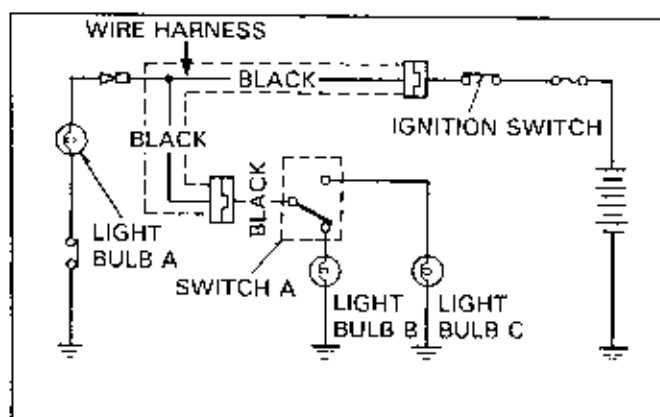 WIRE HARNESS
BLACK
IGNITION SWITCH
BLACK
BLACK
LIGHT
BULB A
SWITCH A
LIGHT
BULB B
LIGHT
BULB C